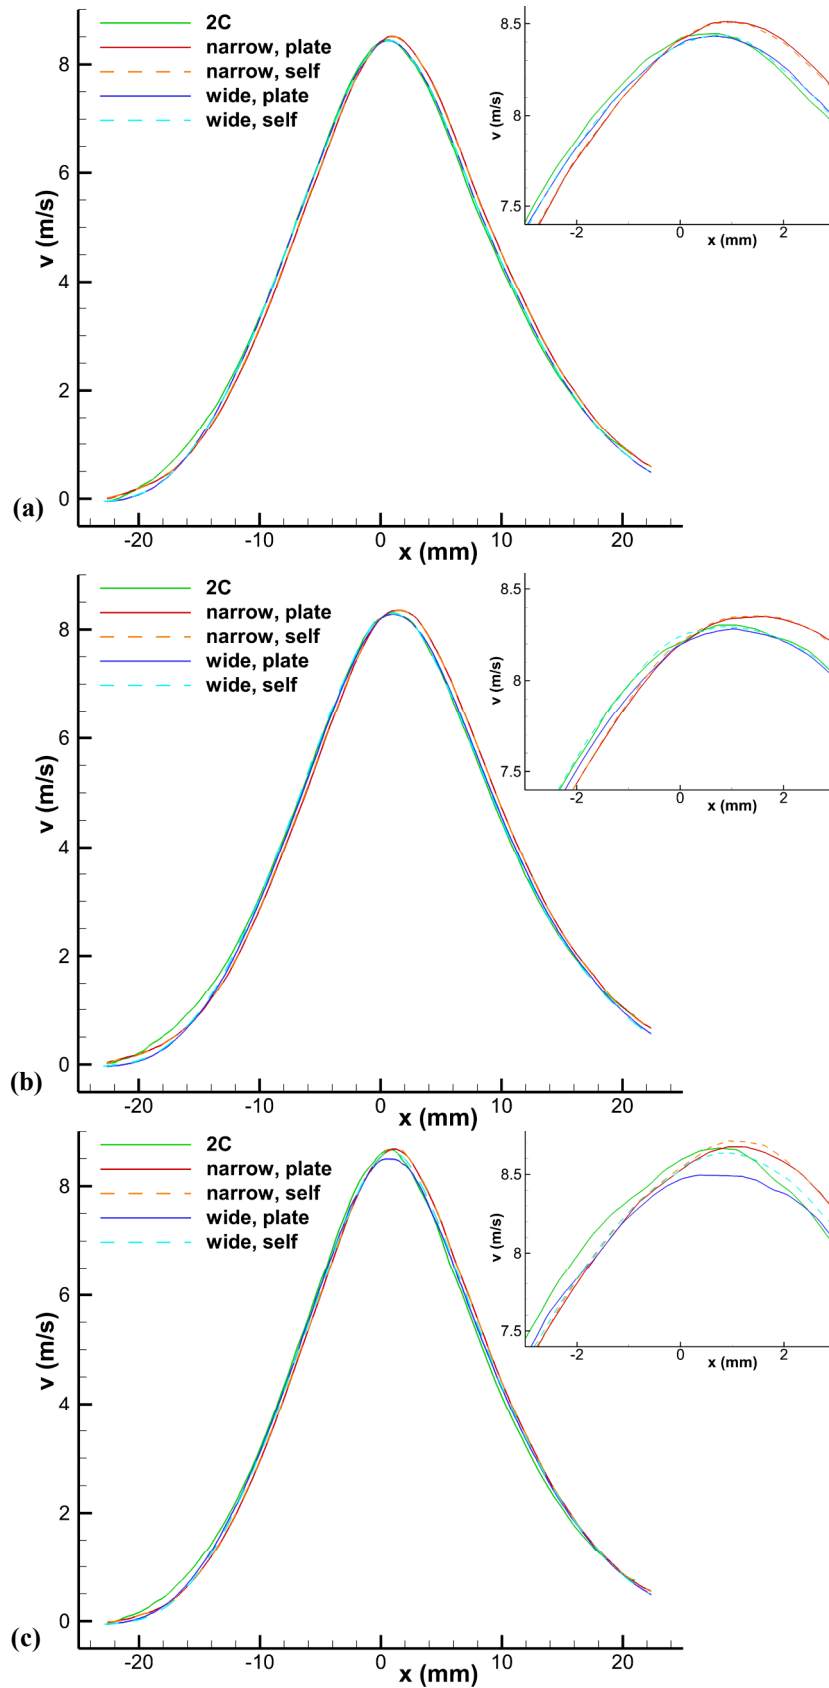 2C
narrow, plate
narrow, self
wide, plate
wide, self
v (m/s)
8
6
4
2
0
-20
-10
0
10
20
x (mm)
v (m/s)
8.5
8
7.5
-2
0
2
x (mm)
(a)
2C
narrow, plate
narrow, self
wide, plate
wide, self
v (m/s)
8
6
4
2
0
-20
-10
0
10
20
x (mm)
v (m/s)
8.5
8
7.5
-2
0
2
x (mm)
(b)
2C
narrow, plate
narrow, self
wide, plate
wide, self
v (m/s)
8
6
4
2
0
-20
-10
0
10
20
x (mm)
v (m/s)
8.5
8
7.5
-2
0
2
x (mm)
(c)